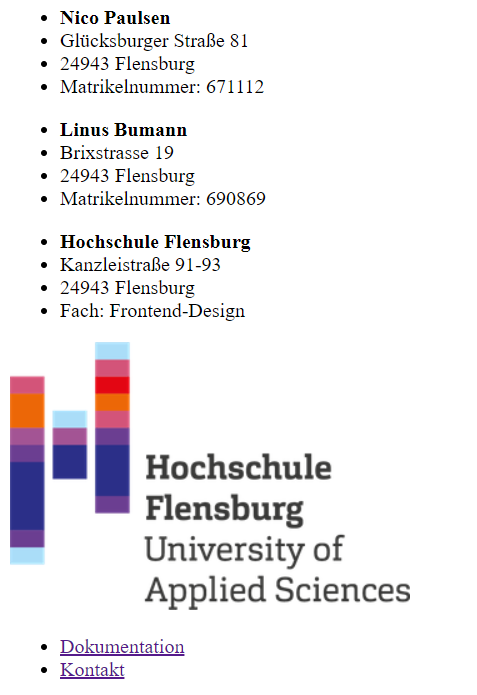 Nico Paulsen
Glücksburger Straße 81
24943 Flensburg
Matrikelnummer: 671112
Linus Bumann
Brixstrasse 19
24943 Flensburg
Matrikelnummer: 690869
Hochschule Flensburg
Kanzleistraße 91-93
24943 Flensburg
Fach: Frontend-Design
Hochschule
Flensburg
University of
Applied Sciences
Dokumentation
Kontakt